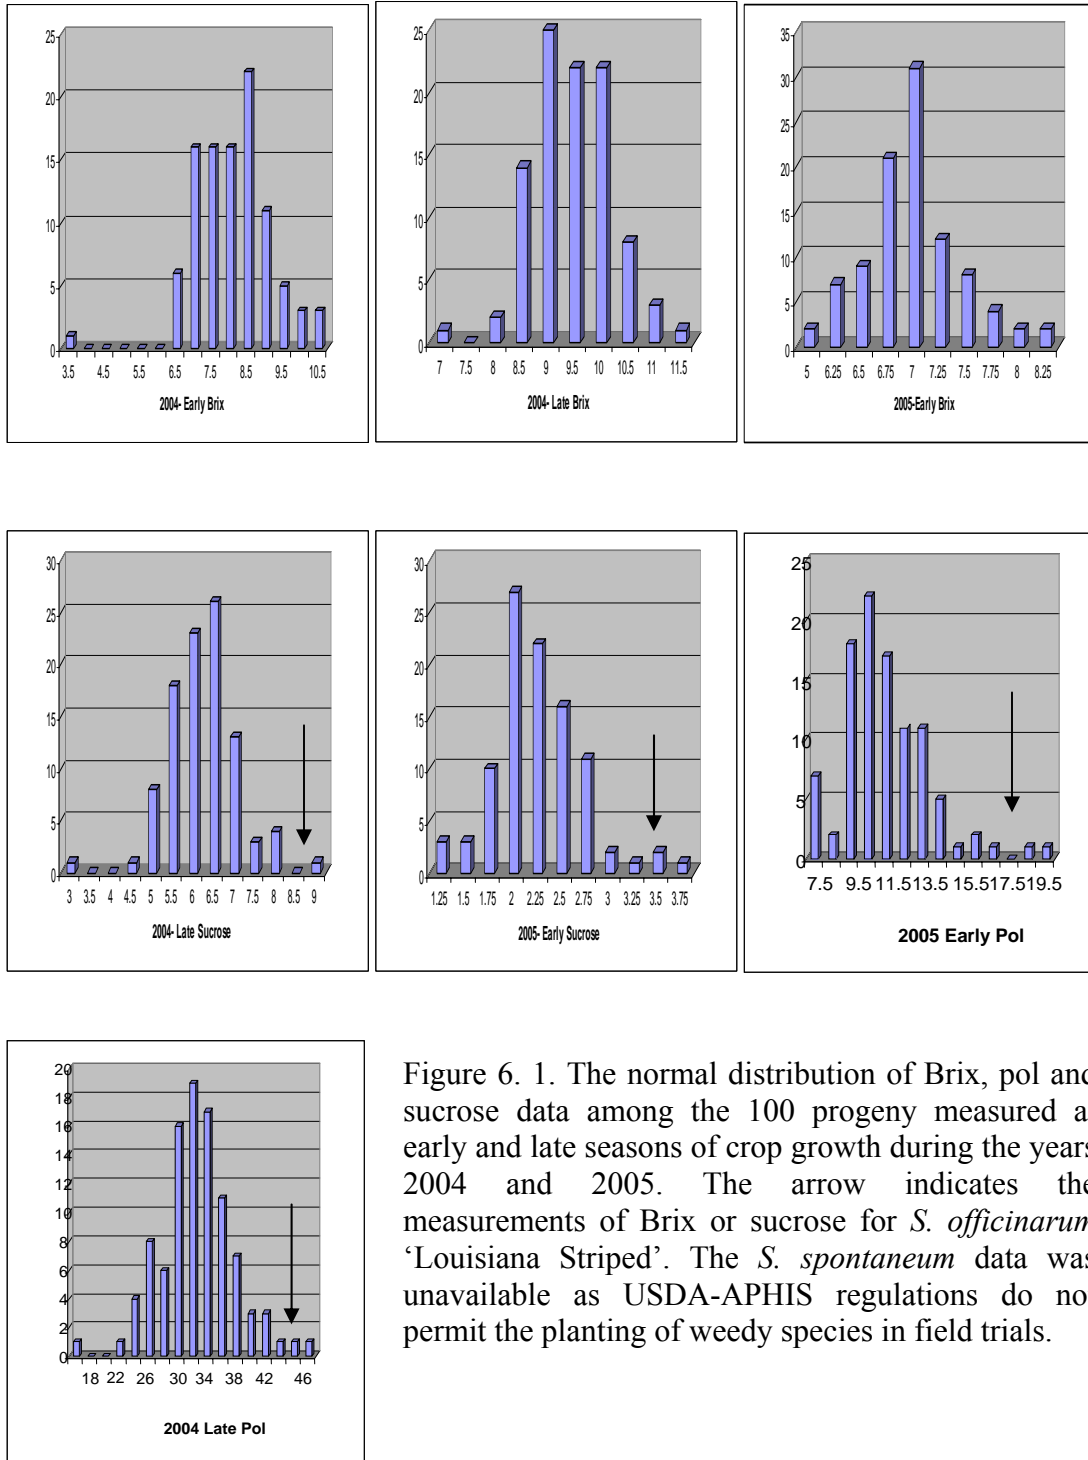 25
20
15
10
5
0
3.5 4.5 5.5 6.5 7.5 8.5 9.5 10.5
2004- Early Brix
25
20
15
10
5
0
7 7.5 8 8.5 9 9.5 10 10.5 11 11.5
2004- Late Brix
35
30
25
20
15
10
5
0
5 6.25 6.5 6.75 7 7.25 7.5 7.75 8 8.25
2005-Early Brix
30
25
20
15
10
5
0
3 3.5 4 4.5 5 5.5 6 6.5 7 7.5 8 8.5 9
2004- Late Sucrose
30
25
20
15
10
5
0
1.25 1.5 1.75 2 2.25 2.5 2.75 3 3.25 3.5 3.75
2005- Early Sucrose
25
20
15
10
5
0
7.5 9.5 11.5 13.5 15.5 17.5 19.5
2005 Early Pol
20
18
16
14
12
10
8
6
4
2
0
18 22 26 30 34 38 42 46
2004 Late Pol
Figure 6. 1. The normal distribution of Brix, pol and
sucrose data among the 100 progeny measured a
early and late seasons of crop growth during the years
2004 and 2005. The arrow indicates the
measurements of Brix or sucrose for S. officinarum
‘Louisiana Striped’. The S. spontaneum data was
unavailable as USDA-APHIS regulations do no
permit the planting of weedy species in field trials.